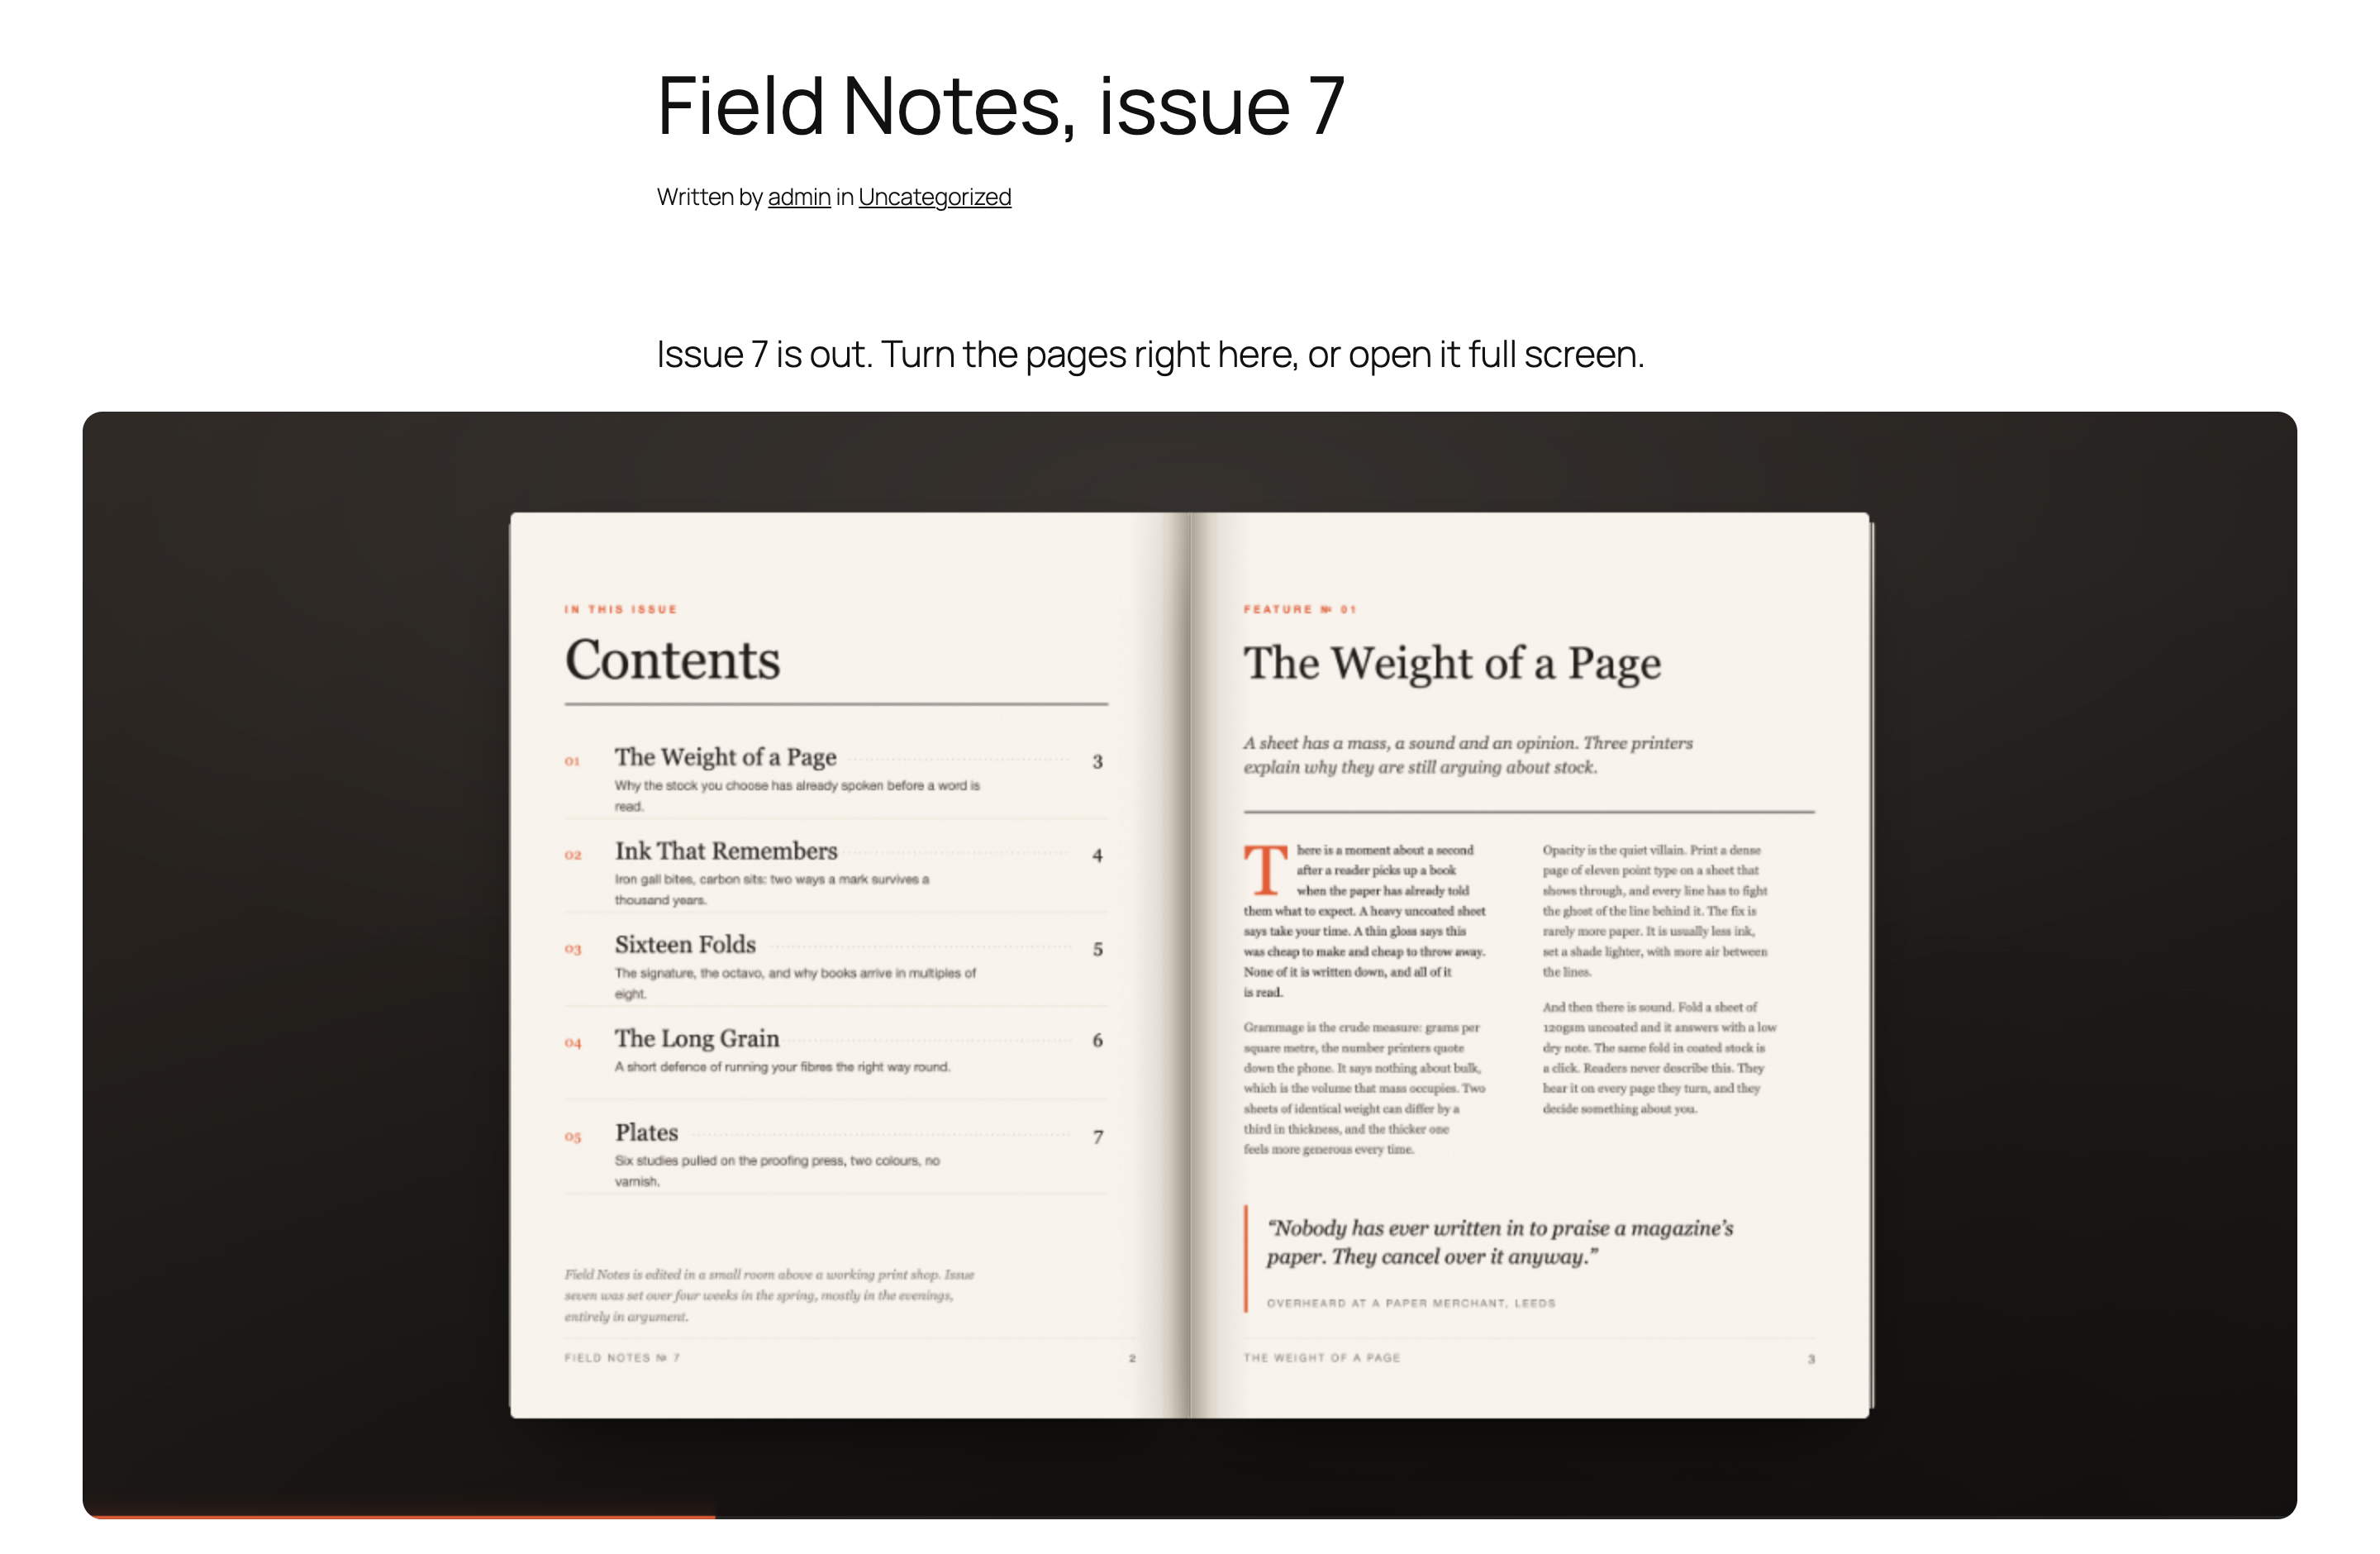 Field Notes, issue 7
Written by admin in Uncategorized
Issue 7 is out. Turn the pages right here, or open it full screen.
IN THIS ISSUE
Contents
01 The Weight of a Page 3
Why the stock you choose has already spoken before a word is
read.
02 Ink That Remembers 4
Iron gall bites, carbon sits: two ways a mark survives a
thousand years.
03 Sixteen Folds 5
The signature, the octavo, and why books arrive in multiples of
eight.
04 The Long Grain 6
A short defence of running your fibres the right way round.
05 Plates 7
Six studies pulled on the proofing press, two colours, no
varnish.
Field Notes is edited in a small room above a working print shop. Issue
seven was set over four weeks in the spring, mostly in the evenings,
entirely in argument.
FIELD NOTES № 7 2
FEATURE № 01
The Weight of a Page
A sheet has a mass, a sound and an opinion. Three printers
explain why they are still arguing about stock.
There is a moment about a second
after a reader picks up a book
when the paper has already told
them what to expect. A heavy uncoated sheet
says take your time. A thin gloss says this
was cheap to make and cheap to throw away.
None of it is written down, and all of it
is read.
Grammage is the crude measure: grams per
square metre, the number printers quote
down the phone. It says nothing about bulk,
which is the volume that mass occupies. Two
sheets of identical weight can differ by a
third in thickness, and the thicker one
feels more generous every time.
Opacity is the quiet villain. Print a dense
page of eleven point type on a sheet that
shows through, and every line has to fight
the ghost of the line behind it. The fix is
rarely more paper. It is usually less ink,
set a shade lighter, with more air between
the lines.
And then there is sound. Fold a sheet of
120gsm uncoated and it answers with a low
dry note. The same fold in coated stock is
a click. Readers never describe this. They
hear it on every page they turn, and they
decide something about you.
“Nobody has ever written in to praise a magazine’s
paper. They cancel over it anyway.”
OVERHEARD AT A PAPER MERCHANT, LEEDS
THE WEIGHT OF A PAGE 3